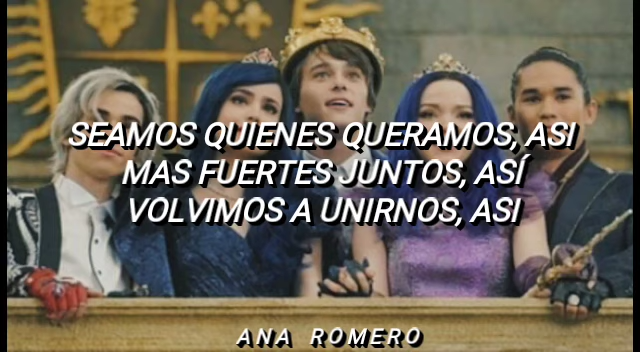 SEAMOS QUIENES QUERAMOS, ASI
MAS FUERTES JUNTOS, ASÍ
VOLVIMOS A UNIRNOS, ASI
ANA ROMERO